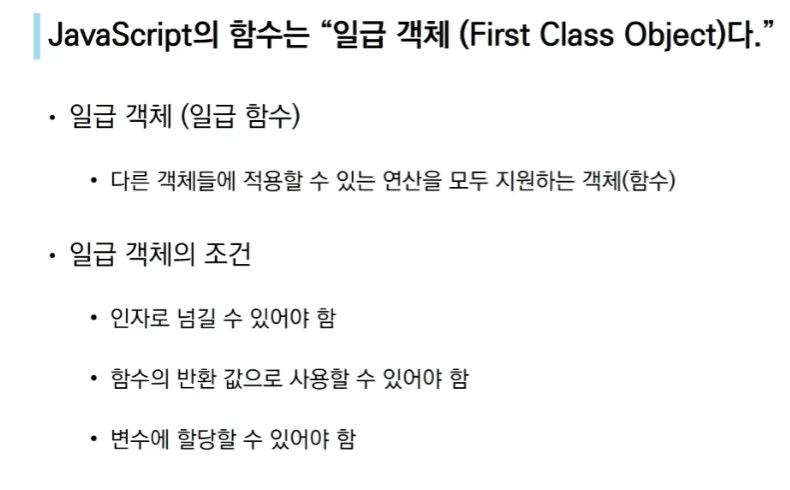 JavaScript의 함수는 “일급 객체 (First Class Object)다.”
• 일급 객체 (일급 함수)
• 다른 객체들에 적용할 수 있는 연산을 모두 지원하는 객체(함수)
• 일급 객체의 조건
• 인자로 넘길 수 있어야 함
• 함수의 반환 값으로 사용할 수 있어야 함
• 변수에 할당할 수 있어야 함